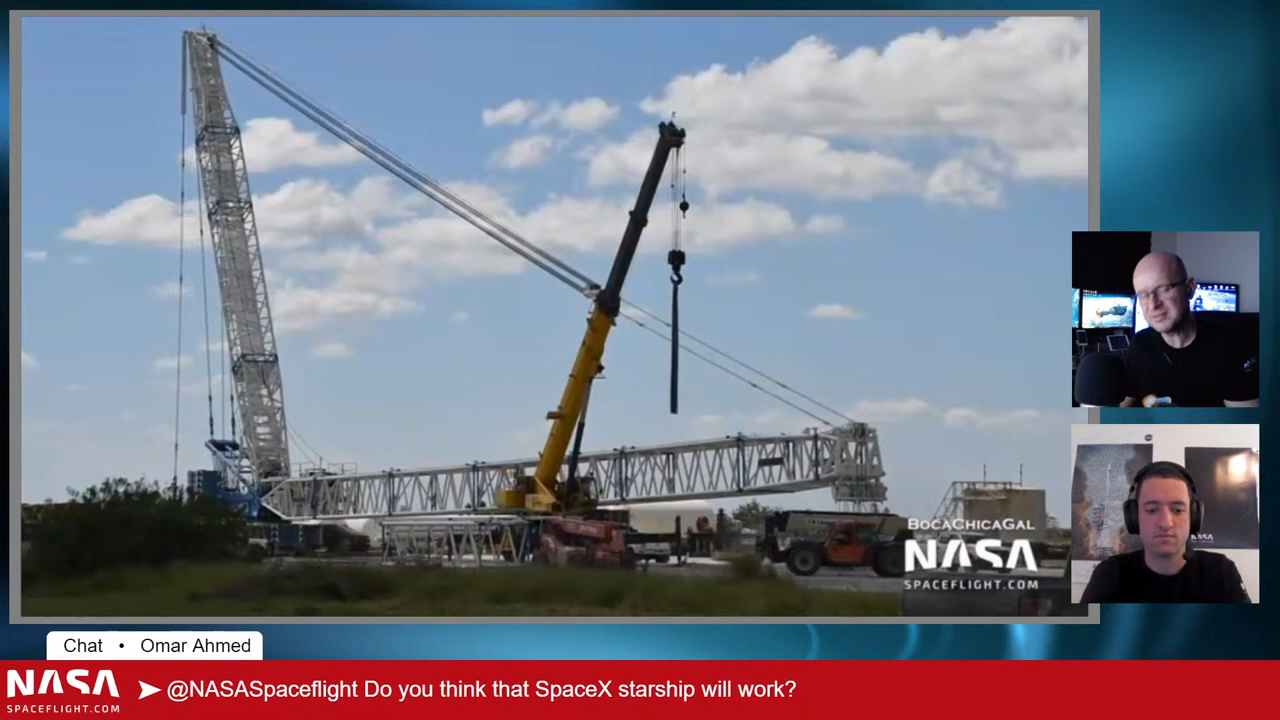 BOCACHICAGAL
NASA
SPACEFLIGHT.COM
NASA
Chat • Omar Ahmed
NASA
SPACEFLIGHT.COM
@NASASpaceflight Do you think that SpaceX starship will work?